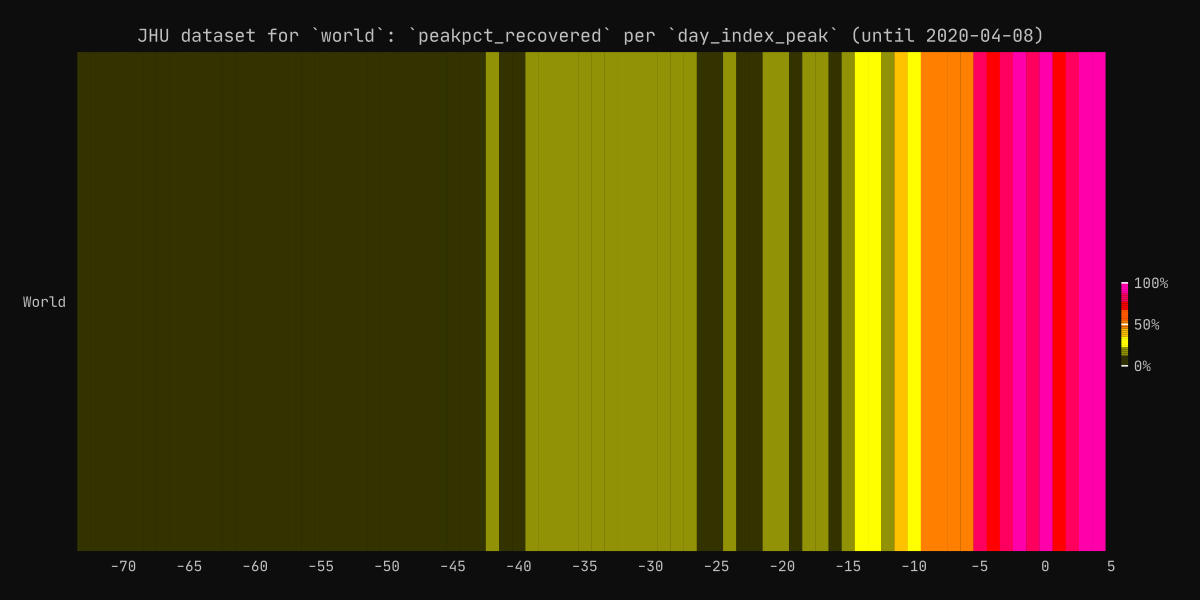 JHU dataset for `world`: `peakpct_recovered` per `day_index_peak` (until 2020-04-08)
100%
World
50%
0%
-70 -65 -60 -55 -50 -45 -40 -35 -30 -25 -20 -15 -10 -5 0 5